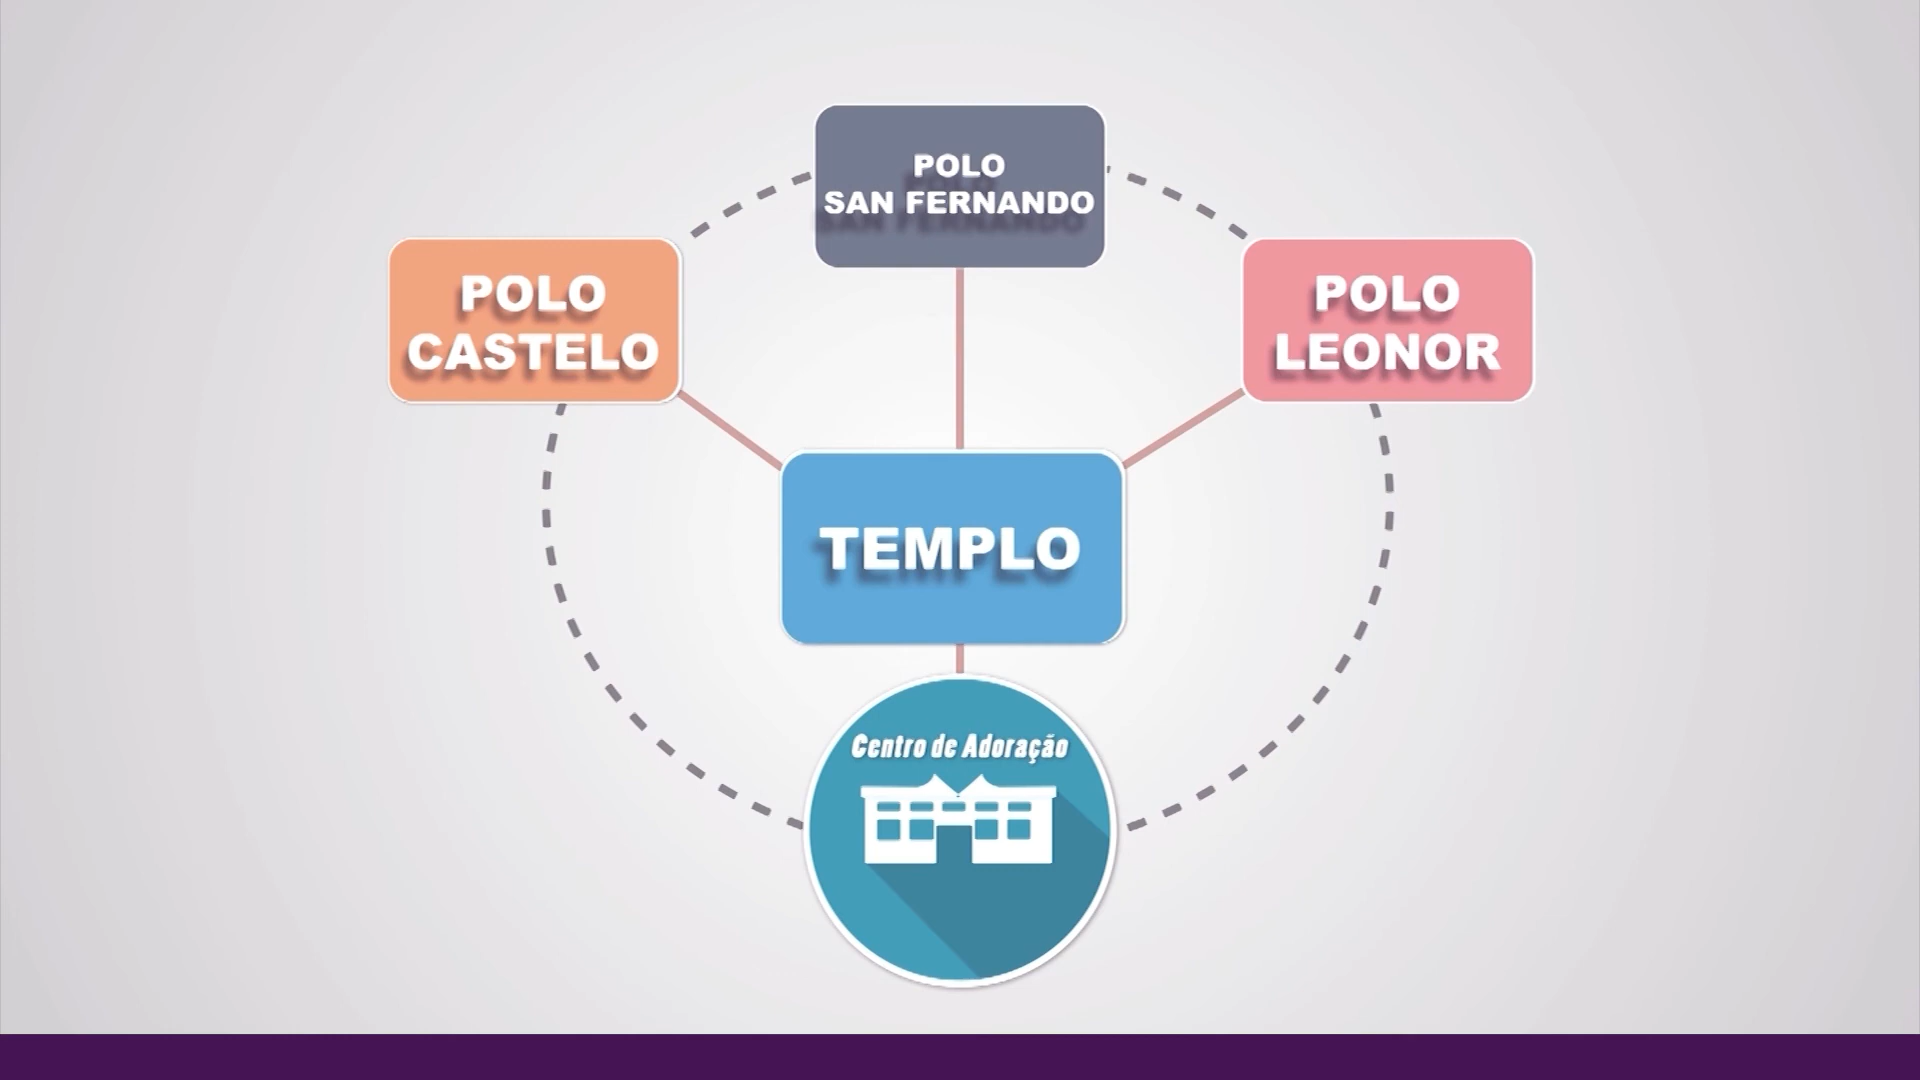 POLO
SAN FERNANDO
POLO
CASTELO
POLO
LEONOR
TEMPLO
Centro de Adoração